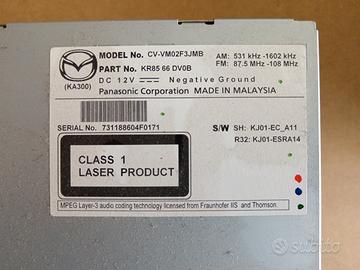 MODEL No. CV-VM02F3JMB
AM: 531 kHz -1602 kHz
PART No. KR85 66 DV0B
FM: 87.5 MHz -108 MHz
(KA300)
DC 12V Negative Ground
Panasonic Corporation MADE IN MALAYSIA
SERIAL No. 731188604F0171
S/W SH: KJ01-EC_A11
R32: KJ01-ESRA14
CLASS 1
LASER PRODUCT
MPEG Layer-3 audio coding technology licensed from Fraunhofer IIS and Thomson.
subito